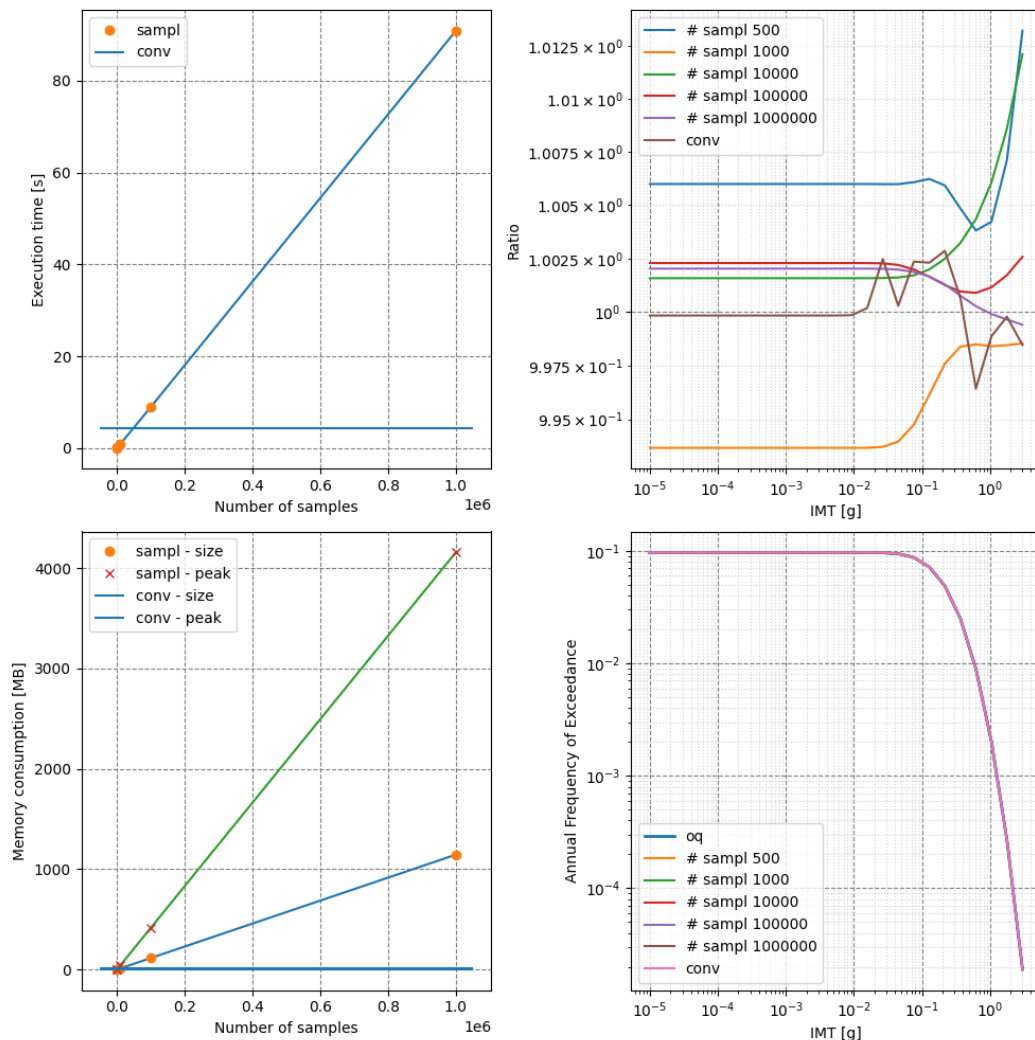 sampl
conv
80
60
40
20
0
Execution time [s]
0.0 0.2 0.4 0.6 0.8 1.0
1e6
Number of samples
# sampl 500
# sampl 1000
# sampl 10000
# sampl 100000
# sampl 1000000
conv
1.0125 × 10⁰
1.01 × 10⁰
1.0075 × 10⁰
1.005 × 10⁰
1.0025 × 10⁰
10⁰
9.975 × 10⁻¹
9.95 × 10⁻¹
Ratio
10⁻⁵ 10⁻⁴ 10⁻³ 10⁻² 10⁻¹ 10⁰
IMT [g]
sampl - size
sampl - peak
conv - size
conv - peak
4000
3000
2000
1000
0
Memory consumption [MB]
0.0 0.2 0.4 0.6 0.8 1.0
1e6
Number of samples
10⁻¹
10⁻²
10⁻³
10⁻⁴
Annual Frequency of Exceedance
oq
# sampl 500
# sampl 1000
# sampl 10000
# sampl 100000
# sampl 1000000
conv
10⁻⁵ 10⁻⁴ 10⁻³ 10⁻² 10⁻¹ 10⁰
IMT [g]